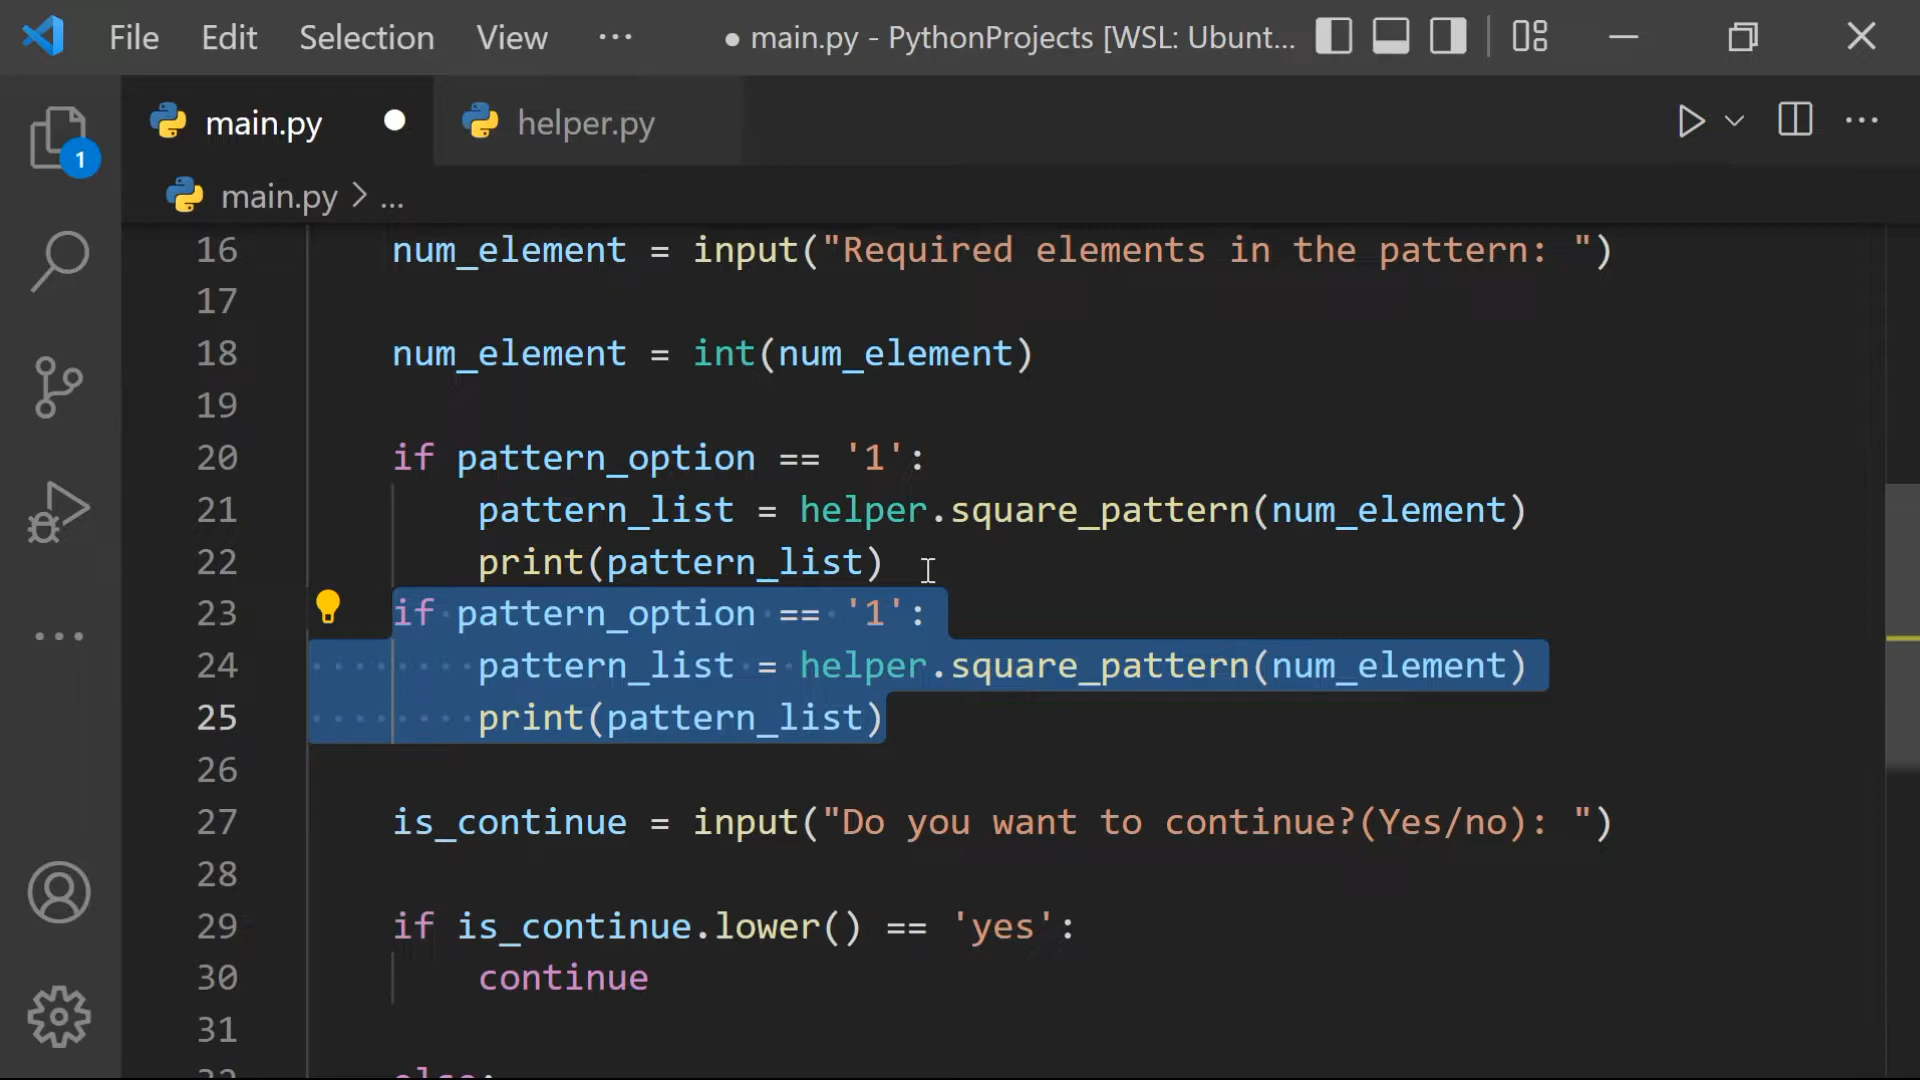 File Edit Selection View ··· ● main.py - PythonProjects [WSL: Ubunt...
main.py ● helper.py
main.py > ...
1
16 num_element = input("Required elements in the pattern: ")
17
18 num_element = int(num_element)
19
20 if pattern_option == '1':
21 pattern_list = helper.square_pattern(num_element)
22 print(pattern_list)
23 if pattern_option == '1':
24 pattern_list = helper.square_pattern(num_element)
25 print(pattern_list)
26
27 is_continue = input("Do you want to continue?(Yes/no): ")
28
29 if is_continue.lower() == 'yes':
30 continue
31
32 else: